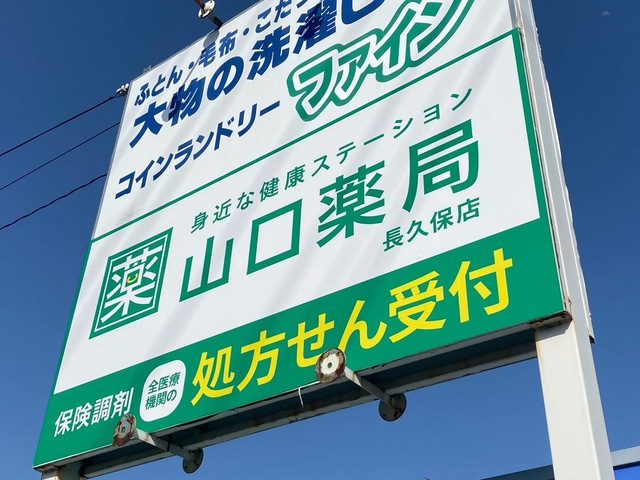 ふとん・毛布・こたつ
大物の洗濯し
コインランドリー ファイン
身近な健康ステーション
薬 山口薬局
長久保店
保険調剤 全医療機関の 処方せん受付